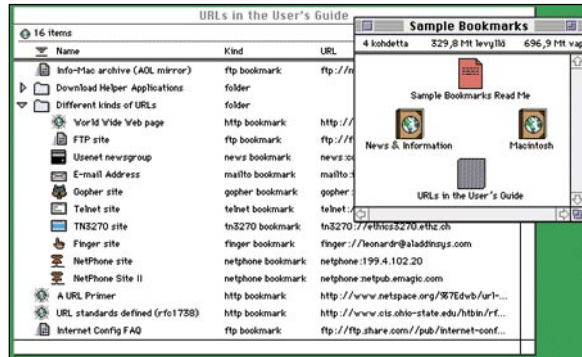 URLs in the User's Guide
16 items
Name Kind URL
Info-Mac archive (AOL mirror) ftp bookmark ftp://n
Download Helper Applications folder
Different kinds of URLs folder
World Wide Web page http bookmark http://
FTP site ftp bookmark ftp://f
Usenet newsgroup news bookmark news:co
E-mail Address mailto bookmark mailto:
Gopher site gopher bookmark gopher:
Telnet site telnet bookmark telnet:/
TN3270 site tn3270 bookmark tn3270://ethics3270.ethz.ch
Finger site finger bookmark finger://leonardr@aladdinsys.com
NetPhone site netphone bookmark netphone:199.4.102.20
NetPhone Site II netphone bookmark netphone:netpub.emagic.com
A URL Primer http bookmark http://www.netspace.org/%7Edwb/url-...
URL standards defined (rfc1738) http bookmark http://www.cis.ohio-state.edu/htbin/rf...
Internet Config FAQ ftp bookmark ftp://ftp.share.com//pub/internet-conf...
Sample Bookmarks
4 kohdetta 329,8 Mt levyllä 696,9 Mt vap
Sample Bookmarks Read Me
News & Information Macintosh
URLs in the User's Guide